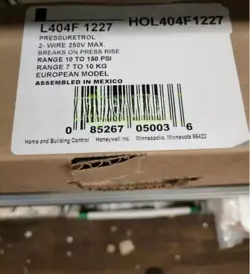 L404F 1227 HOL404F1227
PRESSURETROL
2- WIRE 250V MAX.
BREAKS ON PRESS RISE
RANGE 10 TO 150 PSI
RANGE 7 TO 10 KG
EUROPEAN MODEL
ASSEMBLED IN MEXICO
0 85267 05003 6
Home and Building Control Honeywell Inc. Minneapolis, Minnesota 55422